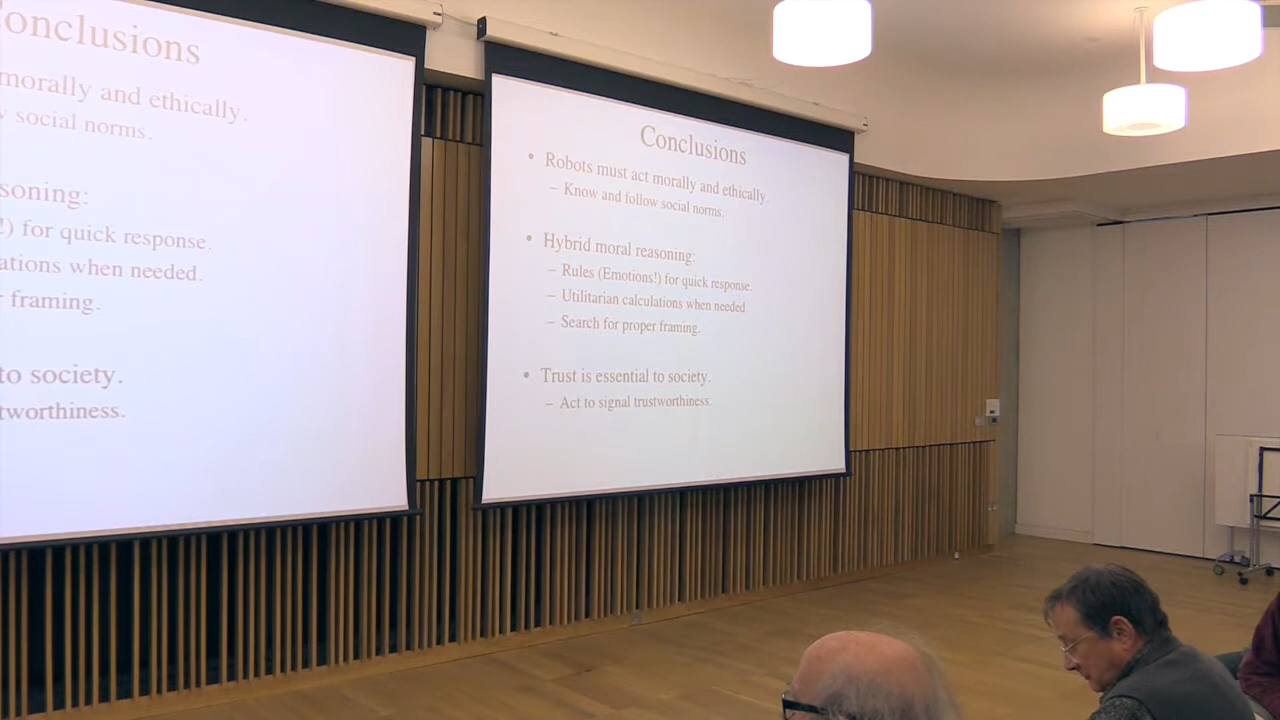 onclusions
morally and ethically.
social norms.
soning:
!) for quick response.
ations when needed.
framing.
to society.
tworthiness.
Conclusions
• Robots must act morally and ethically.
– Know and follow social norms.
• Hybrid moral reasoning:
– Rules (Emotions!) for quick response.
– Utilitarian calculations when needed.
– Search for proper framing.
• Trust is essential to society.
– Act to signal trustworthiness.